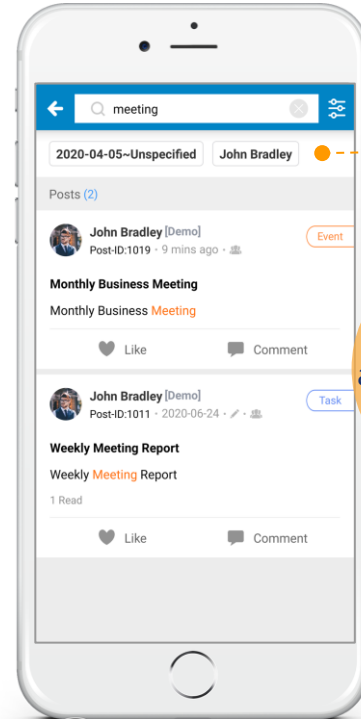 meeting
2020-04-05~Unspecified John Bradley
Posts (2)
John Bradley [Demo]
Event
Post-ID:1019 · 9 mins ago ·
Monthly Business Meeting
Monthly Business Meeting
Like Comment
John Bradley [Demo]
Task
Post-ID:1011 · 2020-06-24 ·
Weekly Meeting Report
Weekly Meeting Report
1 Read
Like Comment
a